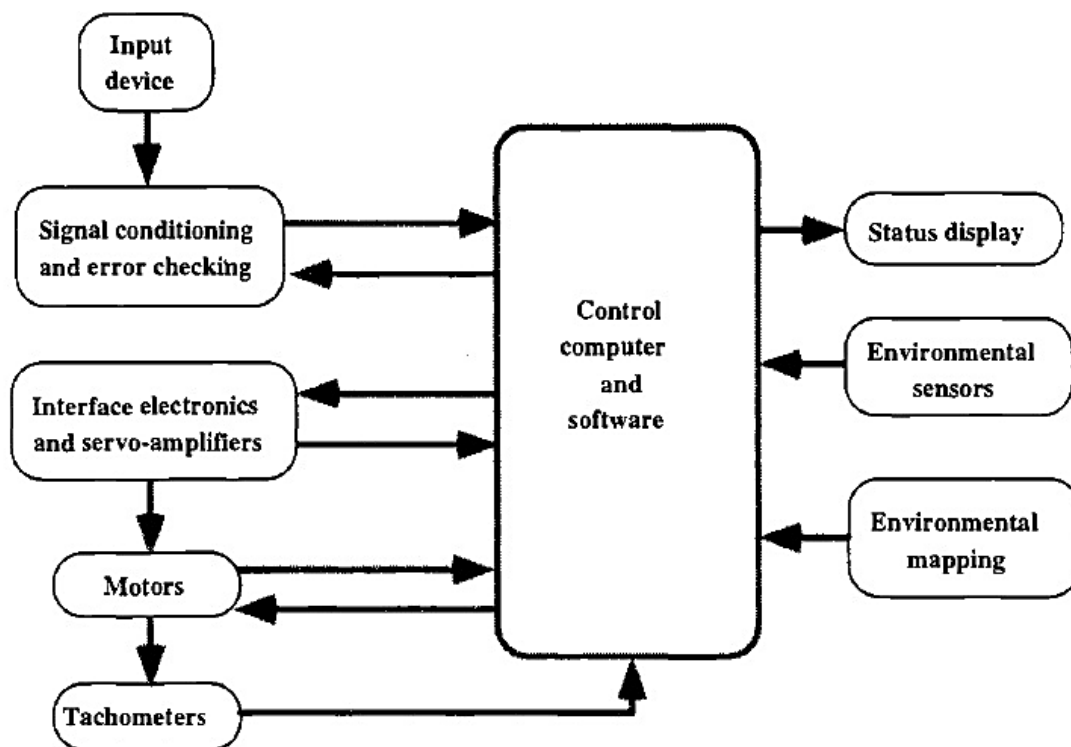 Input
device
Signal conditioning
and error checking
Interface electronics
and servo-amplifiers
Motors
Tachometers
Control
computer
and
software
Status display
Environmental
sensors
Environmental
mapping